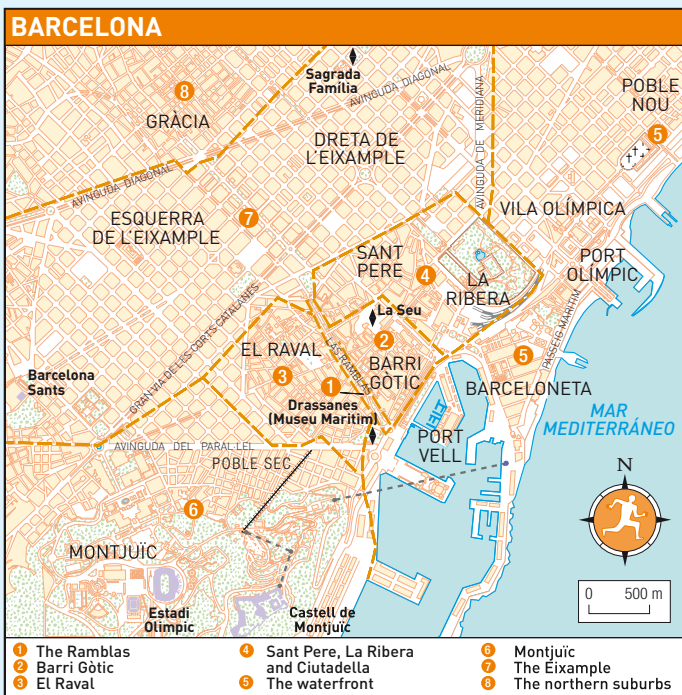 BARCELONA
Sagrada
Família
8
GRÀCIA
AVINGUDA DIAGONAL
AVINGUDA DE MERIDIANA
POBLE
NOU
5
DRETA DE
L'EIXAMPLE
AVINGUDA DIAGONAL
ESQUERRA
DE L'EIXAMPLE
7
VILA OLÍMPICA
SANT
PERE
4
LA
RIBERA
PORT
OLÍMPIC
La Seu
GRAN VIA DE LES CORTS CATALANES
EL RAVAL
3
LAS RAMBLAS
2
BARRI
GÒTIC
PASSEIG MARITIM
5
BARCELONETA
Barcelona
Sants
1
Drassanes
(Museu Maritim)
MAR
MEDITERRÁNEO
AVINGUDA DEL PARAL.LEL
POBLE SEC
PORT
VELL
N
6
MONTJUÏC
Estadi
Olimpic
Castell de
Montjuïc
0 500 m
1 The Ramblas
2 Barri Gòtic
3 El Raval
4 Sant Pere, La Ribera
and Ciutadella
5 The waterfront
6 Montjuïc
7 The Eixample
8 The northern suburbs